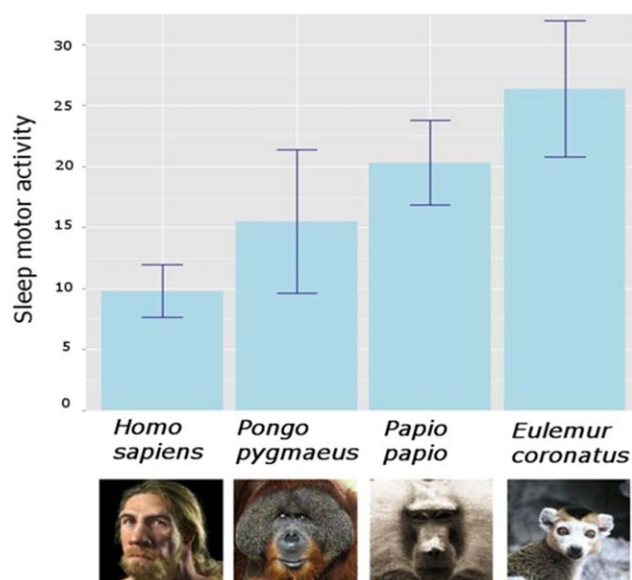 30
25
20
15
10
5
0
Sleep motor activity
Homo
sapiens
Pongo
pygmaeus
Papio
papio
Eulemur
coronatus